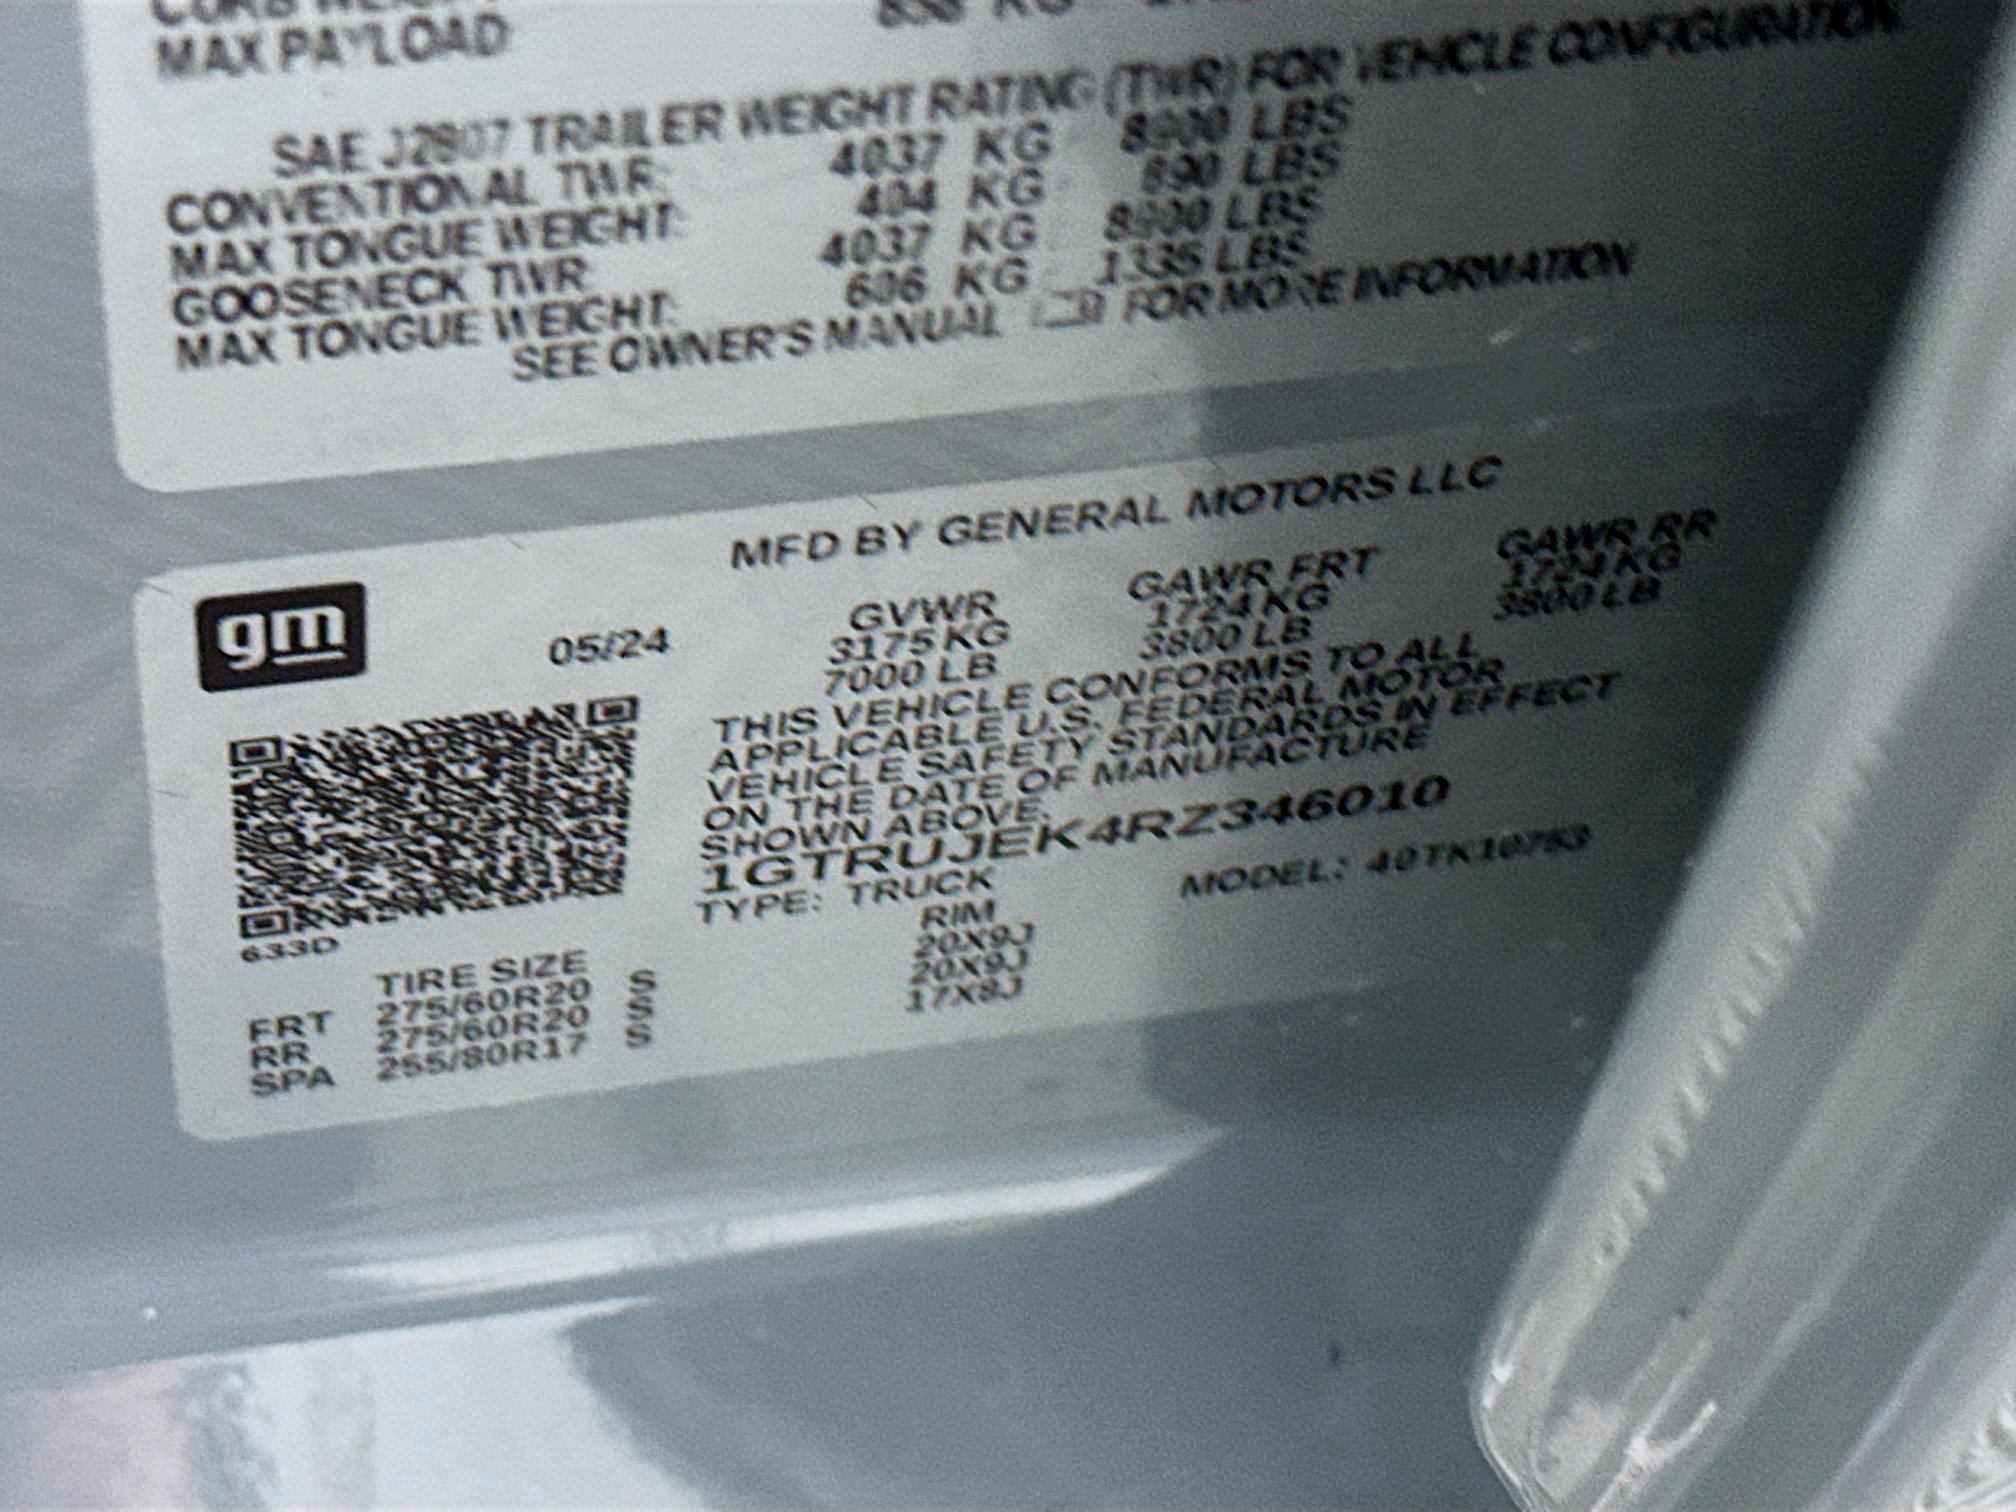 MAX PAYLOAD
SAE J2807 TRAILER WEIGHT RATING (TWR) FOR VEHICLE CONFIGURATION
CONVENTIONAL TWR: 4037 KG 8900 LBS
MAX TONGUE WEIGHT: 404 KG 890 LBS
GOOSENECK TWR: 4037 KG 8900 LBS
MAX TONGUE WEIGHT: 606 KG 1335 LBS
SEE OWNER'S MANUAL FOR MORE INFORMATION
MFD BY GENERAL MOTORS LLC
gm
05/24
GVWR GAWR FRT GAWR RR
3175 KG 1724 KG 1724 KG
7000 LB 3800 LB 3800 LB
THIS VEHICLE CONFORMS TO ALL
APPLICABLE U.S. FEDERAL MOTOR
VEHICLE SAFETY STANDARDS IN EFFECT
ON THE DATE OF MANUFACTURE
SHOWN ABOVE.
1GTRUJEK4RZ346010
TYPE: TRUCK MODEL: 40TK10753
633D
TIRE SIZE RIM
FRT 275/60R20 S 20X9J
RR 275/60R20 S 20X9J
SPA 255/80R17 S 17X8J